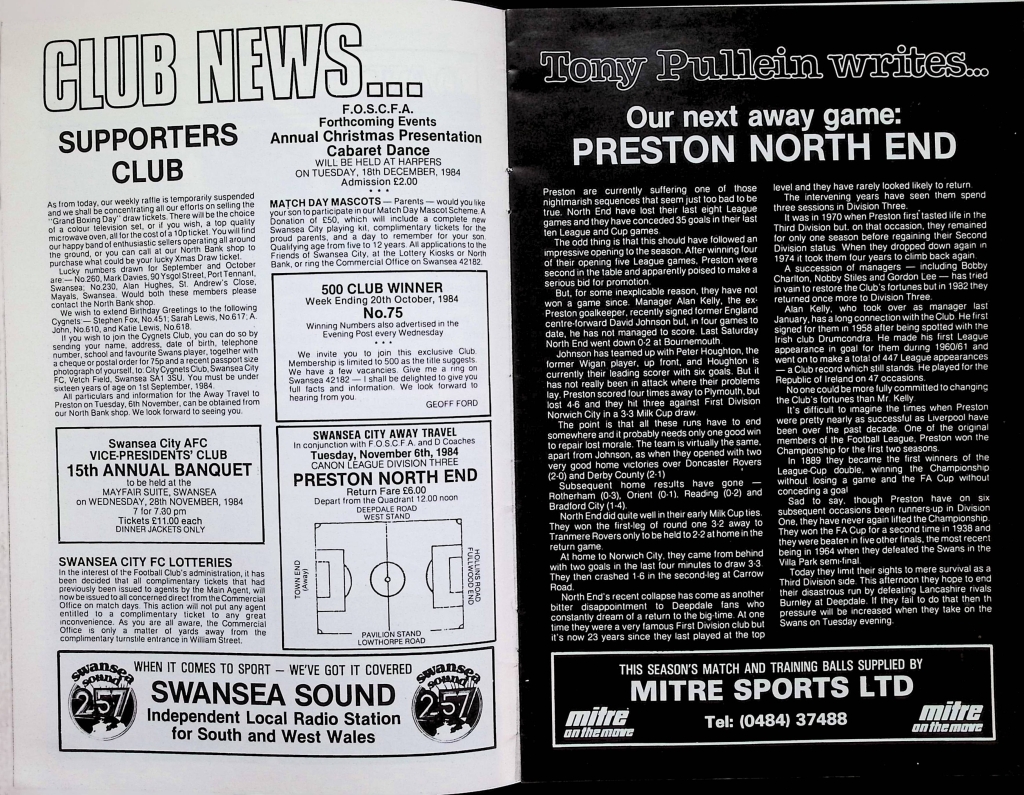 CLUB NEWS...
SUPPORTERS
CLUB
As from today, our weekly raffle is temporarily suspended
and we shall be concentrating all our efforts on selling the
"Grand Boxing Day" draw tickets. There will be the choice
of a colour television set, or if you wish, a top quality
microwave oven, all for the cost of a 10p ticket. You will find
our happy band of enthusiastic sellers operating all around
the ground, or you can call at our North Bank shop to
purchase what could be your lucky Xmas Draw ticket.
Lucky numbers drawn for September and October
are: — No.260, Mark Davies, 90 Ysgol Street, Port Tennant,
Swansea; No.230, Alan Hughes, St. Andrew's Close,
Mayals, Swansea. Would both these members please
contact the North Bank shop.
We wish to extend Birthday Greetings to the following
Cygnets — Stephen Fox, No.451; Sarah Lewis, No.617; A.
John, No.610, and Katie Lewis, No.618.
If you wish to join the Cygnets Club, you can do so by
sending your name, address, date of birth, telephone
number, school and favourite Swans player, together with
a cheque or postal order for 75p and a recent passport size
photograph of yourself, to: City Cygnets Club, Swansea City
FC, Vetch Field, Swansea SA1 3SU. You must be under
sixteen years of age on 1st September, 1984.
All particulars and information for the Away Travel to
Preston on Tuesday, 6th November, can be obtained from
our North Bank shop. We look forward to seeing you.
Swansea City AFC
VICE-PRESIDENTS' CLUB
15th ANNUAL BANQUET
to be held at the
MAYFAIR SUITE, SWANSEA
on WEDNESDAY, 28th NOVEMBER, 1984
7 for 7.30 pm
Tickets £11.00 each
DINNER JACKETS ONLY
SWANSEA CITY FC LOTTERIES
In the interest of the Football Club's administration, it has
been decided that all complimentary tickets that had
previously been issued to agents by the Main Agent, will
now be issued to all concerned direct from the Commercial
Office on match days. This action will not put any agent
entitled to a complimentary ticket to any great
inconvenience. As you are all aware, the Commercial
Office is only a matter of yards away from the
complimentary turnstile entrance in William Street.
F.O.S.C.F.A.
Forthcoming Events
Annual Christmas Presentation
Cabaret Dance
WILL BE HELD AT HARPERS
ON TUESDAY, 18th DECEMBER, 1984
Admission £2.00
* * *
MATCH DAY MASCOTS — Parents — would you like
your son to participate in our Match Day Mascot Scheme. A
Donation of £50, which will include a complete new
Swansea City playing kit, complimentary tickets for the
proud parents, and a day to remember for your son.
Qualifying age from five to 12 years. All applications to the
Friends of Swansea City, at the Lottery Kiosks or North
Bank, or ring the Commercial Office on Swansea 42182.
500 CLUB WINNER
Week Ending 20th October, 1984
No.75
Winning Numbers also advertised in the
Evening Post every Wednesday
* * *
We invite you to join this exclusive Club.
Membership is limited to 500 as the title suggests.
We have a few vacancies. Give me a ring on
Swansea 42182 — I shall be delighted to give you
full facts and information. We look forward to
hearing from you.
GEOFF FORD
SWANSEA CITY AWAY TRAVEL
In conjunction with F.O.S.C.F.A. and D Coaches
Tuesday, November 6th, 1984
CANON LEAGUE DIVISION THREE
PRESTON NORTH END
Return Fare £6.00
Depart from the Quadrant 12.00 noon
DEEPDALE ROAD
WEST STAND
TOWN END
(Away)
HOLLINS ROAD
FULLWOOD END
PAVILION STAND
LOWTHORPE ROAD
swansea
sound
257
WHEN IT COMES TO SPORT — WE'VE GOT IT COVERED
SWANSEA SOUND
Independent Local Radio Station
for South and West Wales
swansea
sound
257
Tony Pullein writes...
Our next away game:
PRESTON NORTH END
Preston are currently suffering one of those
nightmarish sequences that seem just too bad to be
true. North End have lost their last eight League
games and they have conceded 35 goals in their last
ten League and Cup games.
The odd thing is that this should have followed an
impressive opening to the season. After winning four
of their opening five League games, Preston were
second in the table and apparently poised to make a
serious bid for promotion.
But, for some inexplicable reason, they have not
won a game since. Manager Alan Kelly, the ex
Preston goalkeeper, recently signed former England
centre-forward David Johnson but, in four games to
date, he has not managed to score. Last Saturday
North End went down 0-2 at Bournemouth.
Johnson has teamed up with Peter Houghton, the
former Wigan player, up front, and Houghton is
currently their leading scorer with six goals. But it
has not really been in attack where their problems
lay. Preston scored four times away to Plymouth, but
lost 4-6 and they hit three against First Division
Norwich City in a 3-3 Milk Cup draw.
The point is that all these runs have to end
somewhere and it probably needs only one good win
to repair lost morale. The team is virtually the same,
apart from Johnson, as when they opened with two
very good home victories over Doncaster Rovers
(2-0) and Derby County (2-1)
Subsequent home results have gone —
Rotherham (0-3), Orient (0-1). Reading (0-2) and
Bradford City (1-4).
North End did quite well in their early Milk Cup ties.
They won the first-leg of round one 3-2 away to
Tranmere Rovers only to be held to 2-2 at home in the
return game.
At home to Norwich City, they came from behind
with two goals in the last four minutes to draw 3-3.
They then crashed 1-6 in the second-leg at Carrow
Road.
North End's recent collapse has come as another
bitter disappointment to Deepdale fans who
constantly dream of a return to the big-time. At one
time they were a very famous First Division club but
it's now 23 years since they last played at the top
level and they have rarely looked likely to return.
The intervening years have seen them spend
three sessions in Division Three.
It was in 1970 when Preston first tasted life in the
Third Division but, on that occasion, they remained
for only one season before regaining their Second
Division status. When they dropped down again in
1974 it took them four years to climb back again.
A succession of managers — including Bobby
Charlton, Nobby Stiles and Gordon Lee — has tried
in vain to restore the Club's fortunes but in 1982 they
returned once more to Division Three.
Alan Kelly, who took over as manager last
January, has a long connection with the Club. He first
signed for them in 1958 after being spotted with the
Irish club Drumcondra. He made his first League
appearance in goal for them during 1960/61 and
went on to make a total of 447 League appearances
— a Club record which still stands. He played for the
Republic of Ireland on 47 occasions.
No one could be more fully committed to changing
the Club's fortunes than Mr. Kelly.
It's difficult to imagine the times when Preston
were pretty nearly as successful as Liverpool have
been over the past decade. One of the original
members of the Football League, Preston won the
Championship for the first two seasons.
In 1889 they became the first winners of the
League-Cup double, winning the Championship
without losing a game and the FA Cup without
conceding a goal
Sad to say, though Preston have on six
subsequent occasions been runners-up in Division
One, they have never again lifted the Championship.
They won the FA Cup for a second time in 1938 and
they were beaten in five other finals, the most recent
being in 1964 when they defeated the Swans in the
Villa Park semi-final.
Today they limit their sights to mere survival as a
Third Division side. This afternoon they hope to end
their disastrous run by defeating Lancashire rivals
Burnley at Deepdale. If they fail to do that then the
pressure will be increased when they take on the
Swans on Tuesday evening.
THIS SEASON'S MATCH AND TRAINING BALLS SUPPLIED BY
MITRE SPORTS LTD
Tel: (0484) 37488
mitre
on the move
mitre
on the move